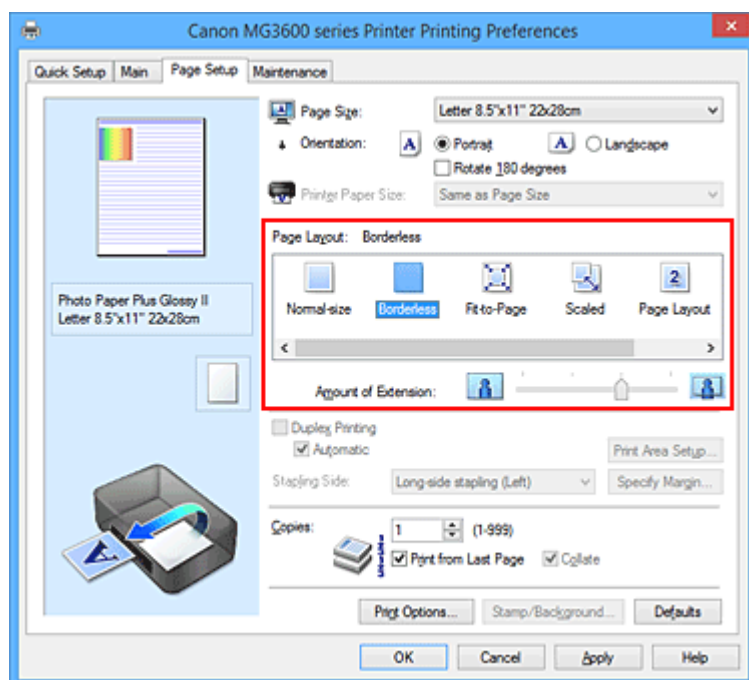 Canon MG3600 series Printer Printing Preferences
Quick Setup Main Page Setup Maintenance
Page Size: Letter 8.5"x11" 22x28cm
Orientation: A Portrait A Landscape
Rotate 180 degrees
Printer Paper Size: Same as Page Size
Page Layout: Borderless
2
Normal-size Borderless Fit-to-Page Scaled Page Layout
Photo Paper Plus Glossy II
Letter 8.5"x11" 22x28cm
Amount of Extension:
Duplex Printing
Automatic
Print Area Setup...
Stapling Side: Long-side stapling (Left) Specify Margin...
A
Copies: 1 (1-999)
Print from Last Page Collate
Print Options... Stamp/Background... Defaults
OK Cancel Apply Help